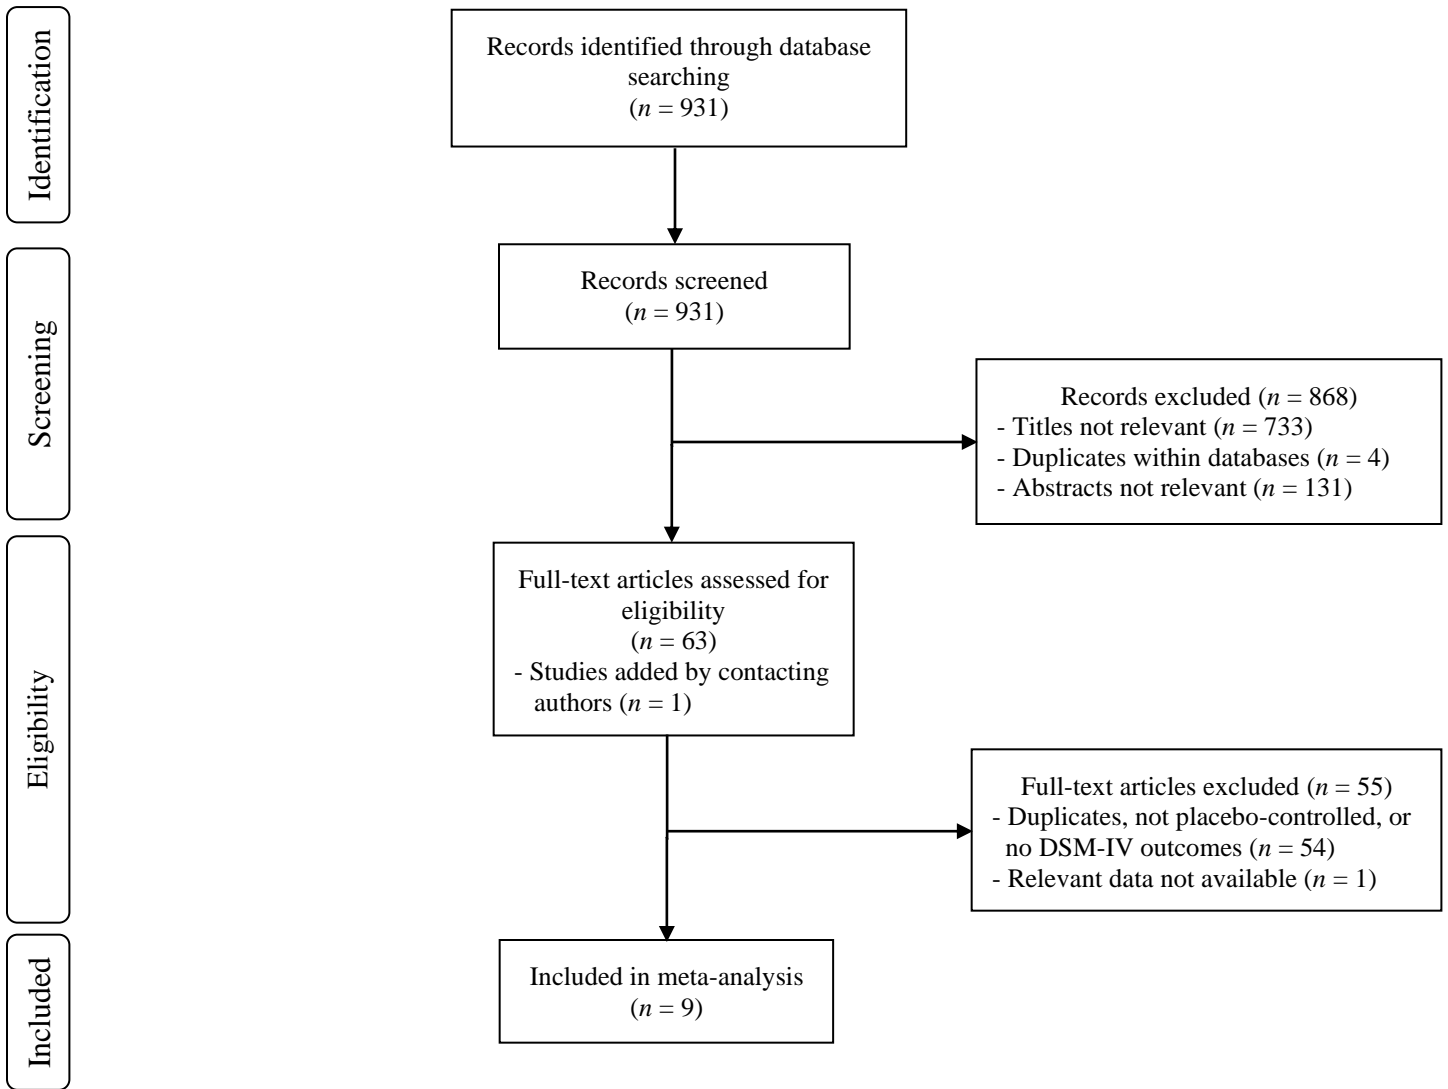 Identification
Records identified through database
searching
(n = 931)
Screening
Records screened
(n = 931)
Records excluded (n = 868)
- Titles not relevant (n = 733)
- Duplicates within databases (n = 4)
- Abstracts not relevant (n = 131)
Eligibility
Full-text articles assessed for
eligibility
(n = 63)
- Studies added by contacting
authors (n = 1)
Full-text articles excluded (n = 55)
- Duplicates, not placebo-controlled, or
no DSM-IV outcomes (n = 54)
- Relevant data not available (n = 1)
Included
Included in meta-analysis
(n = 9)